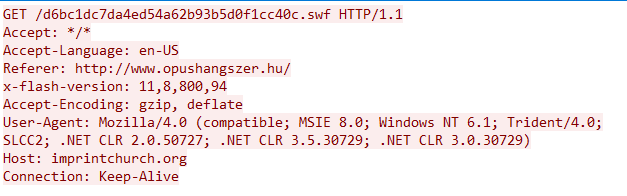 GET /d6bc1dc7da4ed54a62b93b5d0f1cc40c.swf HTTP/1.1
Accept: */*
Accept-Language: en-US
Referer: http://www.opushangszer.hu/
x-flash-version: 11,8,800,94
Accept-Encoding: gzip, deflate
User-Agent: Mozilla/4.0 (compatible; MSIE 8.0; Windows NT 6.1; Trident/4.0;
SLCC2; .NET CLR 2.0.50727; .NET CLR 3.5.30729; .NET CLR 3.0.30729)
Host: imprintchurch.org
Connection: Keep-Alive